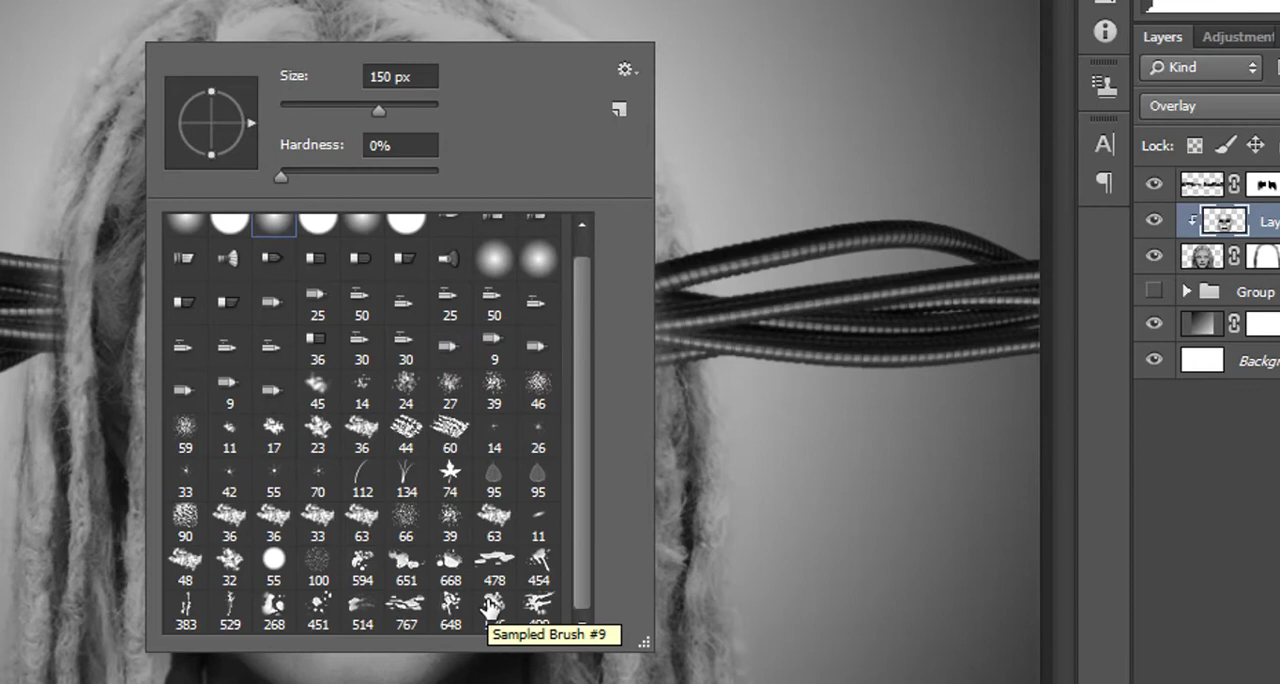 Size:
150 px
Hardness:
0%
25 50 25 50
36 30 30 9
9 45 14 24 27 39 46
59 11 17 23 36 44 60 14 26
33 42 55 70 112 134 74 95 95
90 36 36 33 63 66 39 63 11
48 32 55 100 594 651 668 478 454
383 529 268 451 514 767 648
Sampled Brush #9
A
Layers Adjustment
Kind
Overlay
Lock:
Lay
Group
Backgr